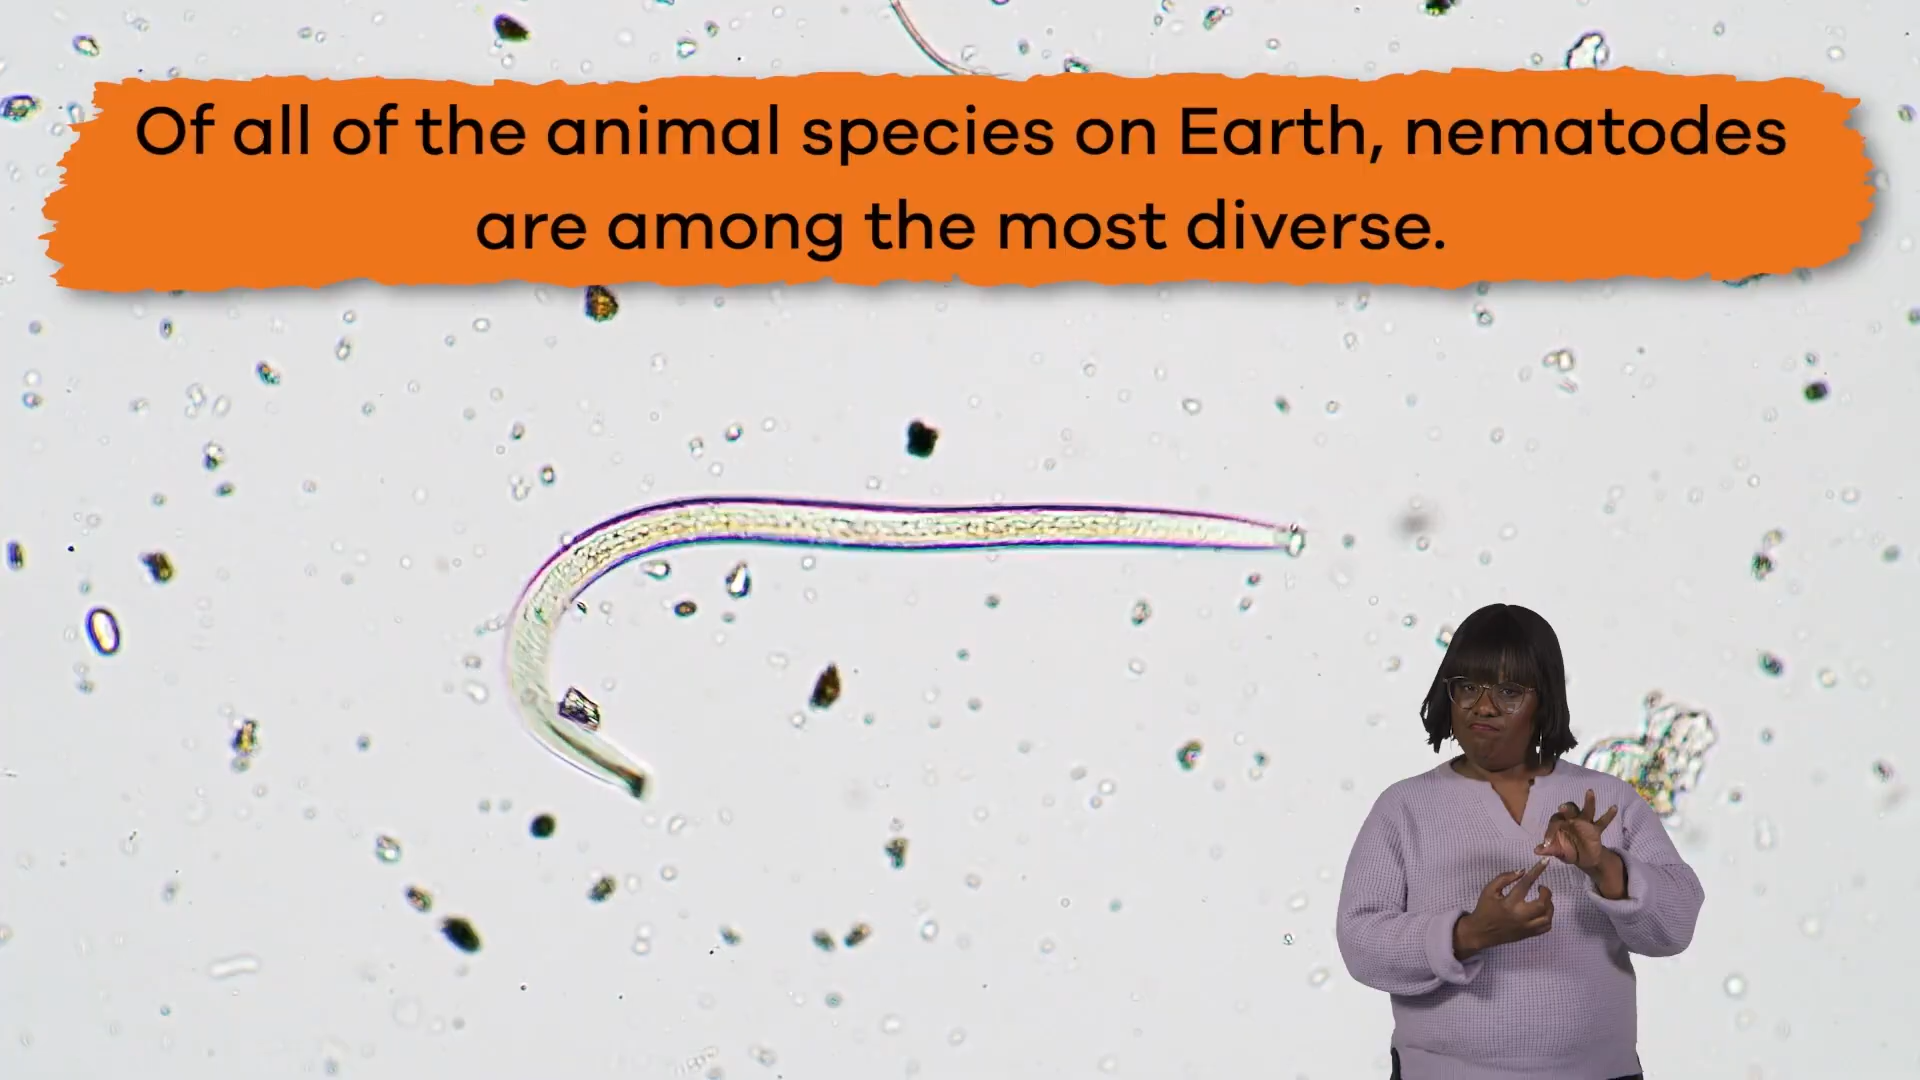 Of all of the animal species on Earth, nematodes
are among the most diverse.